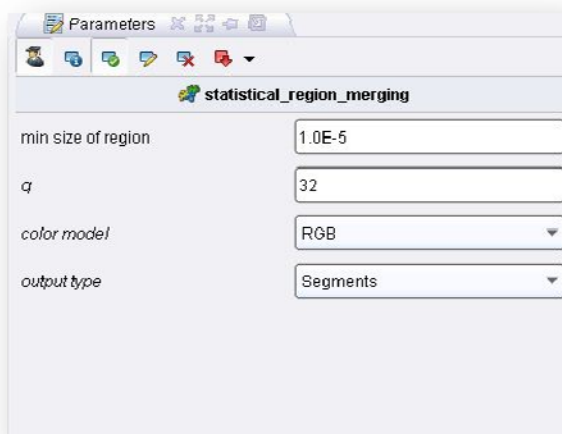 Parameters
statistical_region_merging
min size of region 1.0E-5
q 32
color model RGB
output type Segments